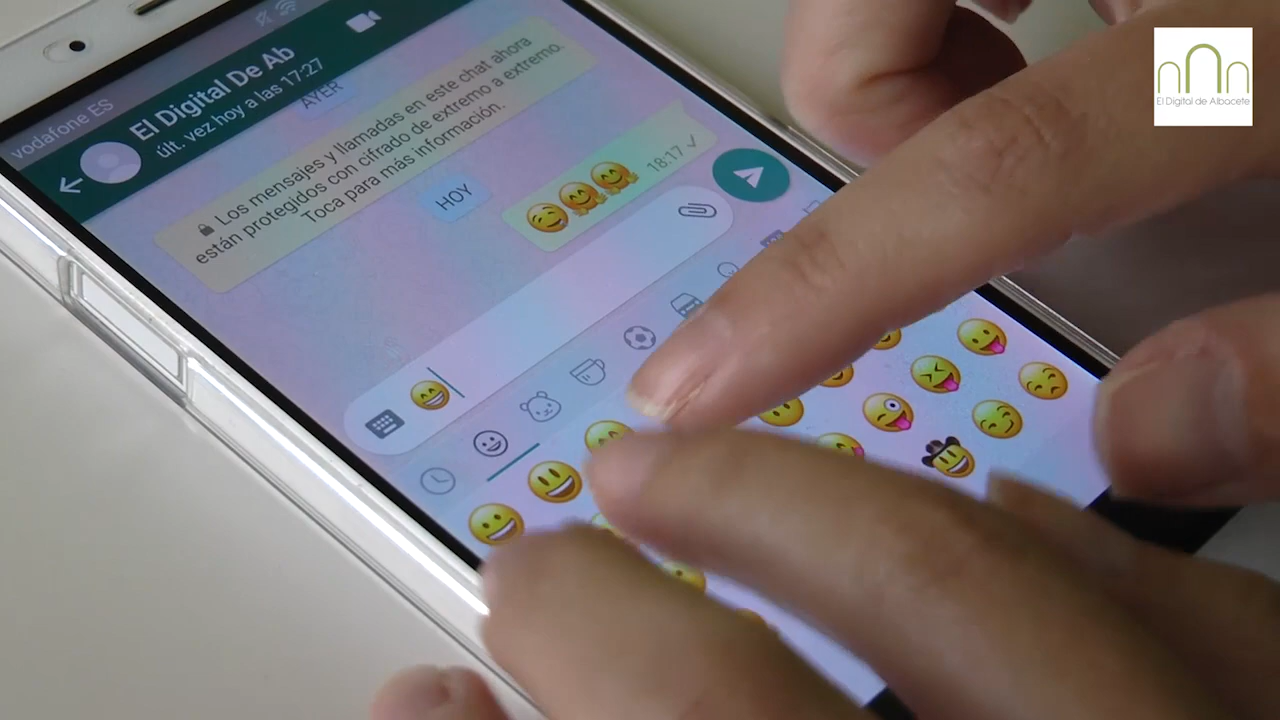 vodafone ES
El Digital De Ab
últ. vez hoy a las 17:27
AYER
Los mensajes y llamadas en este chat ahora
están protegidos con cifrado de extremo a extremo.
Toca para más información.
HOY
18:17
El Digital de Albacete